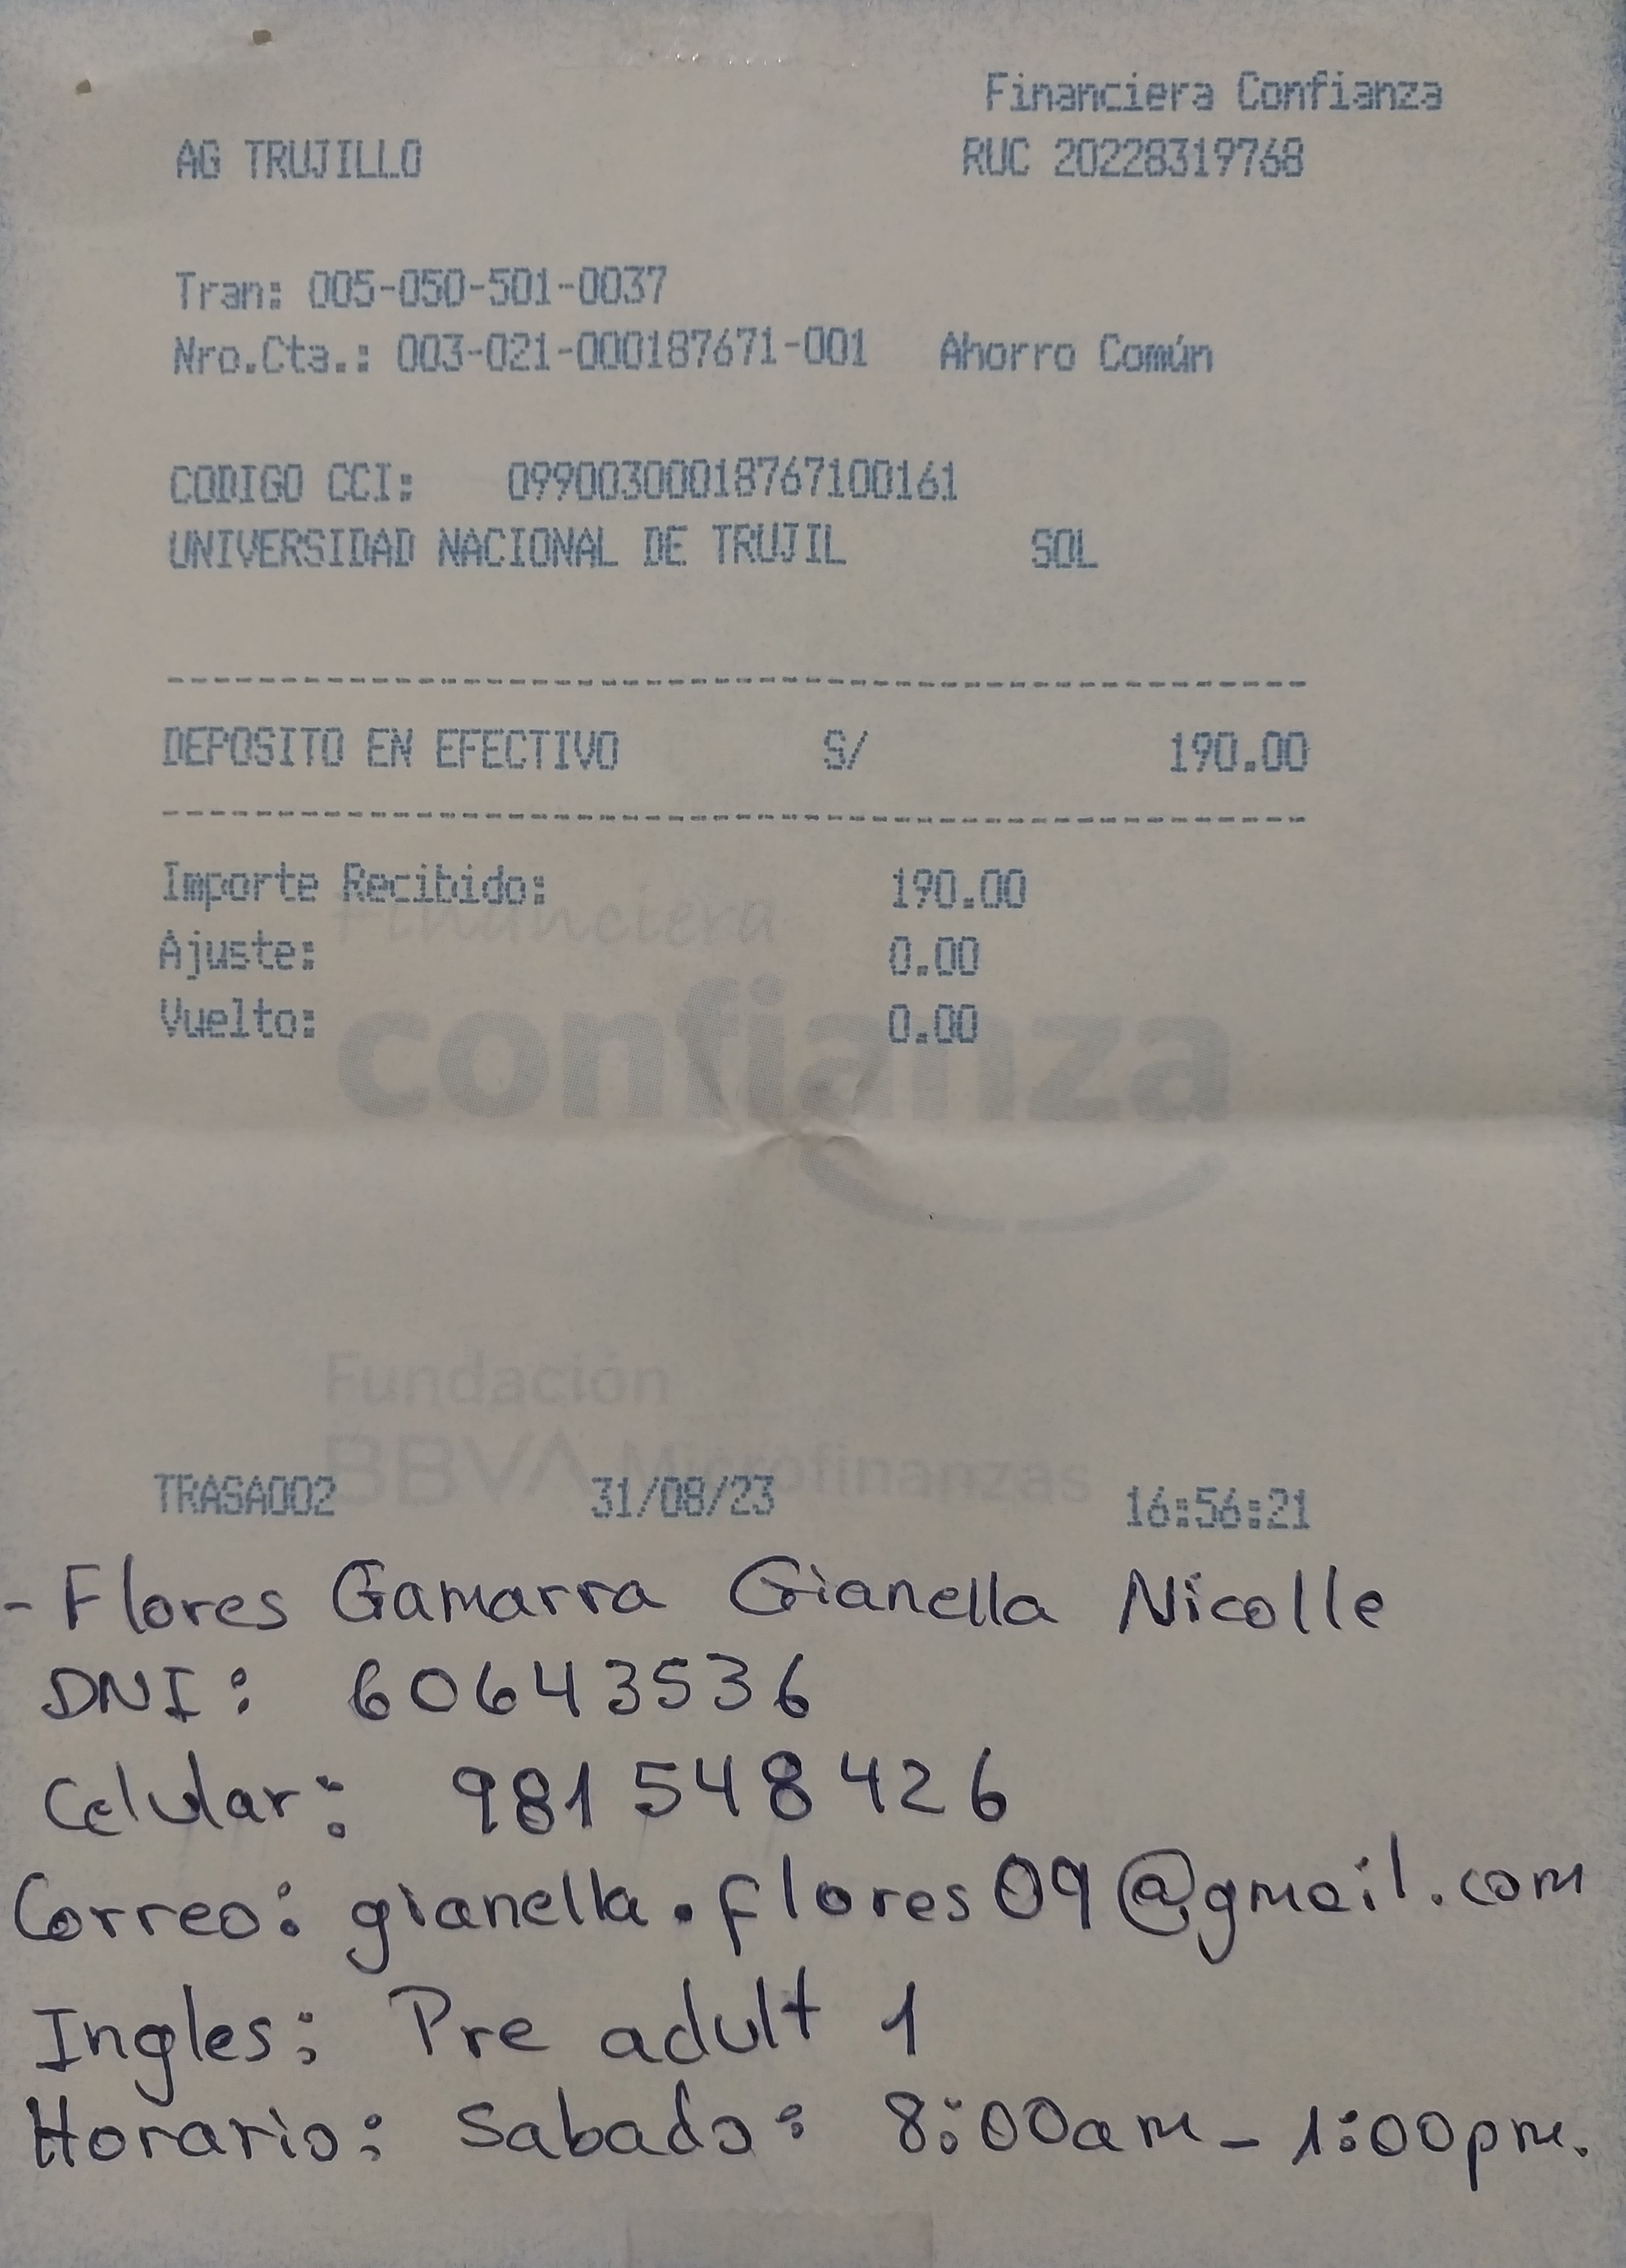 Financiera Confianza
AG TRUJILLO RUC 20228319768
Tran: 005-050-501-0037
Nro.Cta.: 003-021-000187671-001 Ahorro Común
CODIGO CCI: 09900300018767100161
UNIVERSIDAD NACIONAL DE TRUJIL SOL
DEPOSITO EN EFECTIVO S/ 190.00
Importe Recibido: 190.00
Financiera
Ajuste: 0.00
Vuelto: 0.00
confianza
Fundación
BBVA Microfinanzas
TRASA002 31/08/23 16:56:21
- Flores Gamarra Gianella Nicolle
DNI: 60643536
Celular: 981 548 426
Correo: gianella.flores09@gmail.com
Ingles: Pre adult 1
Horario: Sabado: 8:00am - 1:00pm.